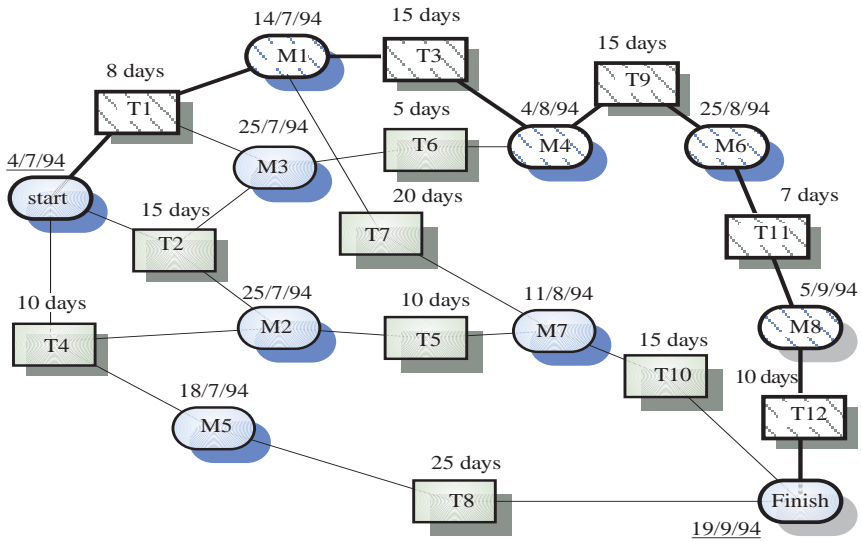 14/7/94
15 days
M1
T3
15 days
8 days
T9
T1
5 days
4/8/94
25/8/94
25/7/94
T6
M4
M6
M3
4/7/94
start
20 days
7 days
15 days
T7
T11
T2
25/7/94
10 days
11/8/94
5/9/94
10 days
M2
T5
M7
M8
T4
15 days
T10
10 days
18/7/94
M5
T12
25 days
T8
Finish
19/9/94